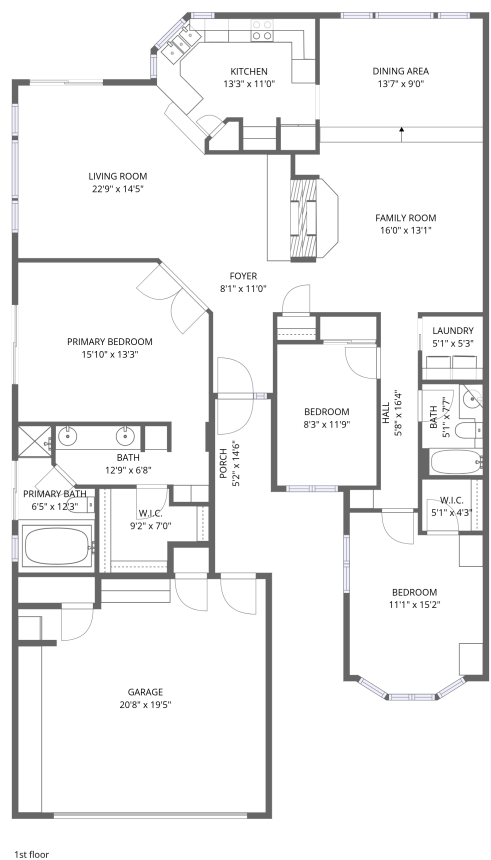 KITCHEN
13'3" x 11'0"
DINING AREA
13'7" x 9'0"
LIVING ROOM
22'9" x 14'5"
FAMILY ROOM
16'0" x 13'1"
FOYER
8'1" x 11'0"
PRIMARY BEDROOM
15'10" x 13'3"
LAUNDRY
5'1" x 5'3"
BEDROOM
8'3" x 11'9"
HALL
5'8" x 16'4"
BATH
5'1" x 7'7"
BATH
12'9" x 6'8"
PORCH
5'2" x 14'6"
PRIMARY BATH
6'5" x 12'3"
W.I.C.
9'2" x 7'0"
W.I.C.
5'1" x 4'3"
BEDROOM
11'1" x 15'2"
GARAGE
20'8" x 19'5"
1st floor